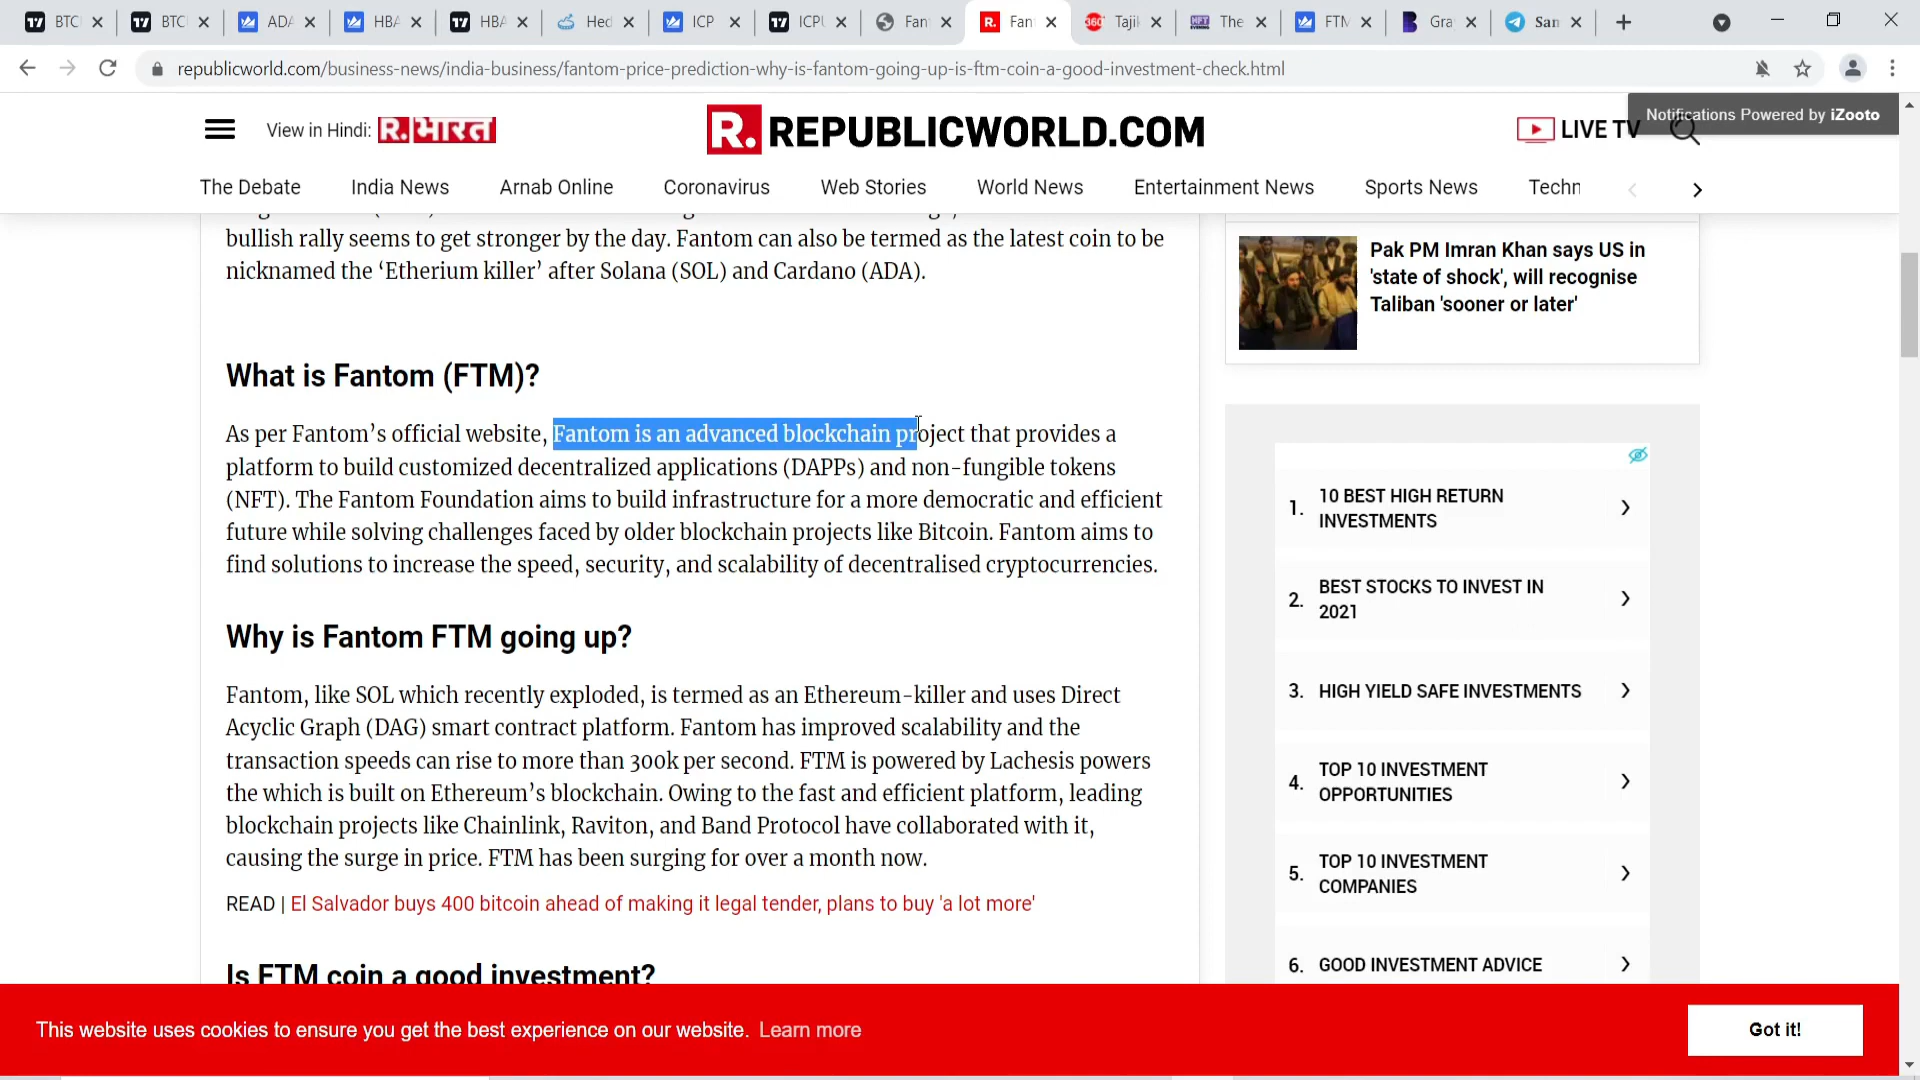 BTC
BTC
ADA
HBA
HBA
Hed
ICP
ICPU
Fan
Fan
Tajik
The
FTM
Gra
San
republicworld.com/business-news/india-business/fantom-price-prediction-why-is-fantom-going-up-is-ftm-coin-a-good-investment-check.html
Notifications Powered by iZooto
View in Hindi: R. भारत
R. REPUBLICWORLD.COM
LIVE TV
The Debate India News Arnab Online Coronavirus Web Stories World News Entertainment News Sports News Techn
bullish rally seems to get stronger by the day. Fantom can also be termed as the latest coin to be
nicknamed the ‘Etherium killer’ after Solana (SOL) and Cardano (ADA).
What is Fantom (FTM)?
As per Fantom’s official website, Fantom is an advanced blockchain project that provides a
platform to build customized decentralized applications (DAPPs) and non-fungible tokens
(NFT). The Fantom Foundation aims to build infrastructure for a more democratic and efficient
future while solving challenges faced by older blockchain projects like Bitcoin. Fantom aims to
find solutions to increase the speed, security, and scalability of decentralised cryptocurrencies.
Why is Fantom FTM going up?
Fantom, like SOL which recently exploded, is termed as an Ethereum-killer and uses Direct
Acyclic Graph (DAG) smart contract platform. Fantom has improved scalability and the
transaction speeds can rise to more than 300k per second. FTM is powered by Lachesis powers
the which is built on Ethereum’s blockchain. Owing to the fast and efficient platform, leading
blockchain projects like Chainlink, Raviton, and Band Protocol have collaborated with it,
causing the surge in price. FTM has been surging for over a month now.
READ | El Salvador buys 400 bitcoin ahead of making it legal tender, plans to buy 'a lot more'
Is FTM coin a good investment?
Pak PM Imran Khan says US in
'state of shock', will recognise
Taliban 'sooner or later'
1. 10 BEST HIGH RETURN
INVESTMENTS
2. BEST STOCKS TO INVEST IN
2021
3. HIGH YIELD SAFE INVESTMENTS
4. TOP 10 INVESTMENT
OPPORTUNITIES
5. TOP 10 INVESTMENT
COMPANIES
6. GOOD INVESTMENT ADVICE
This website uses cookies to ensure you get the best experience on our website. Learn more
Got it!